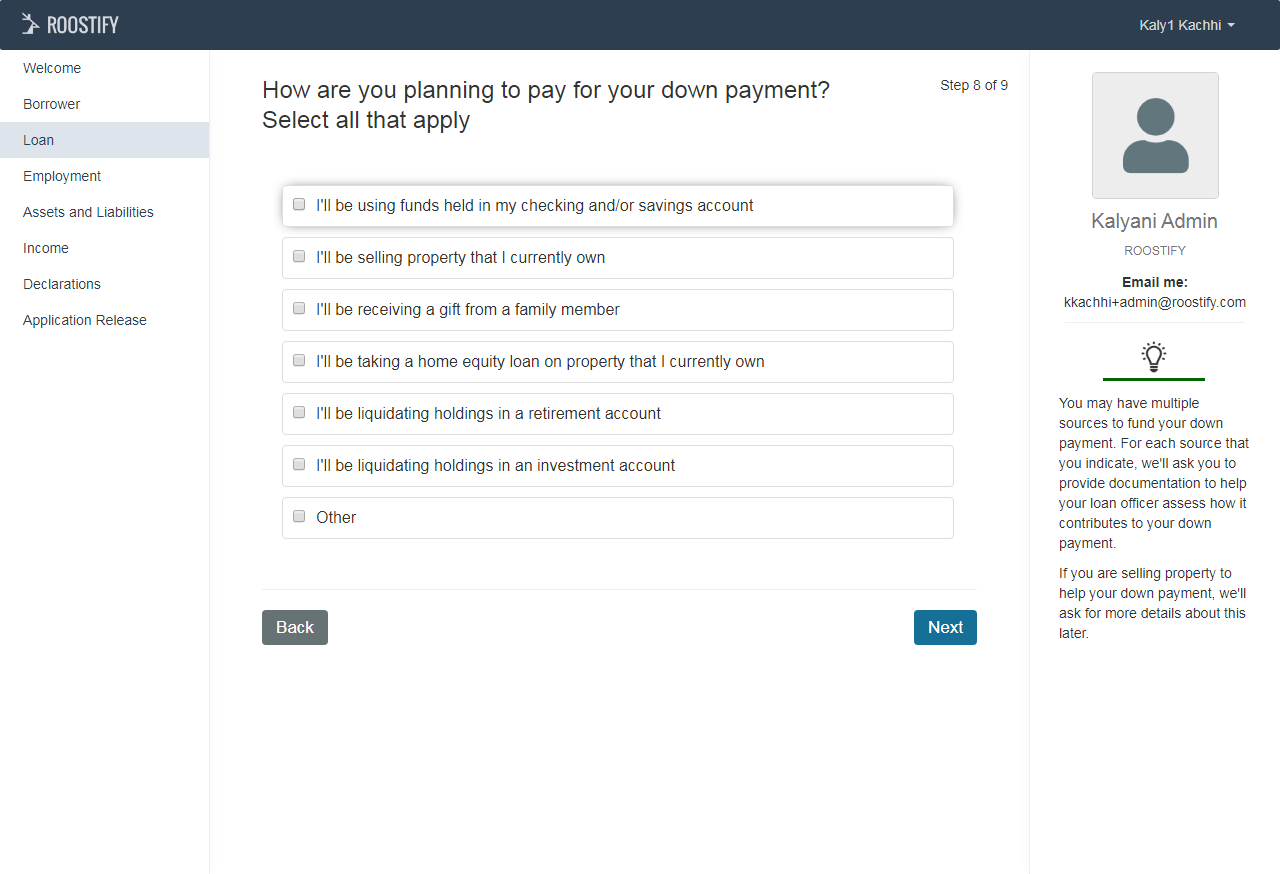 ROOSTIFY
Kaly1 Kachhi
Welcome
Borrower
Loan
Employment
Assets and Liabilities
Income
Declarations
Application Release
How are you planning to pay for your down payment?
Select all that apply
Step 8 of 9
I'll be using funds held in my checking and/or savings account
I'll be selling property that I currently own
I'll be receiving a gift from a family member
I'll be taking a home equity loan on property that I currently own
I'll be liquidating holdings in a retirement account
I'll be liquidating holdings in an investment account
Other
Back
Next
Kalyani Admin
ROOSTIFY
Email me:
kkachhi+admin@roostify.com
You may have multiple
sources to fund your down
payment. For each source that
you indicate, we'll ask you to
provide documentation to help
your loan officer assess how it
contributes to your down
payment.
If you are selling property to
help your down payment, we'll
ask for more details about this
later.